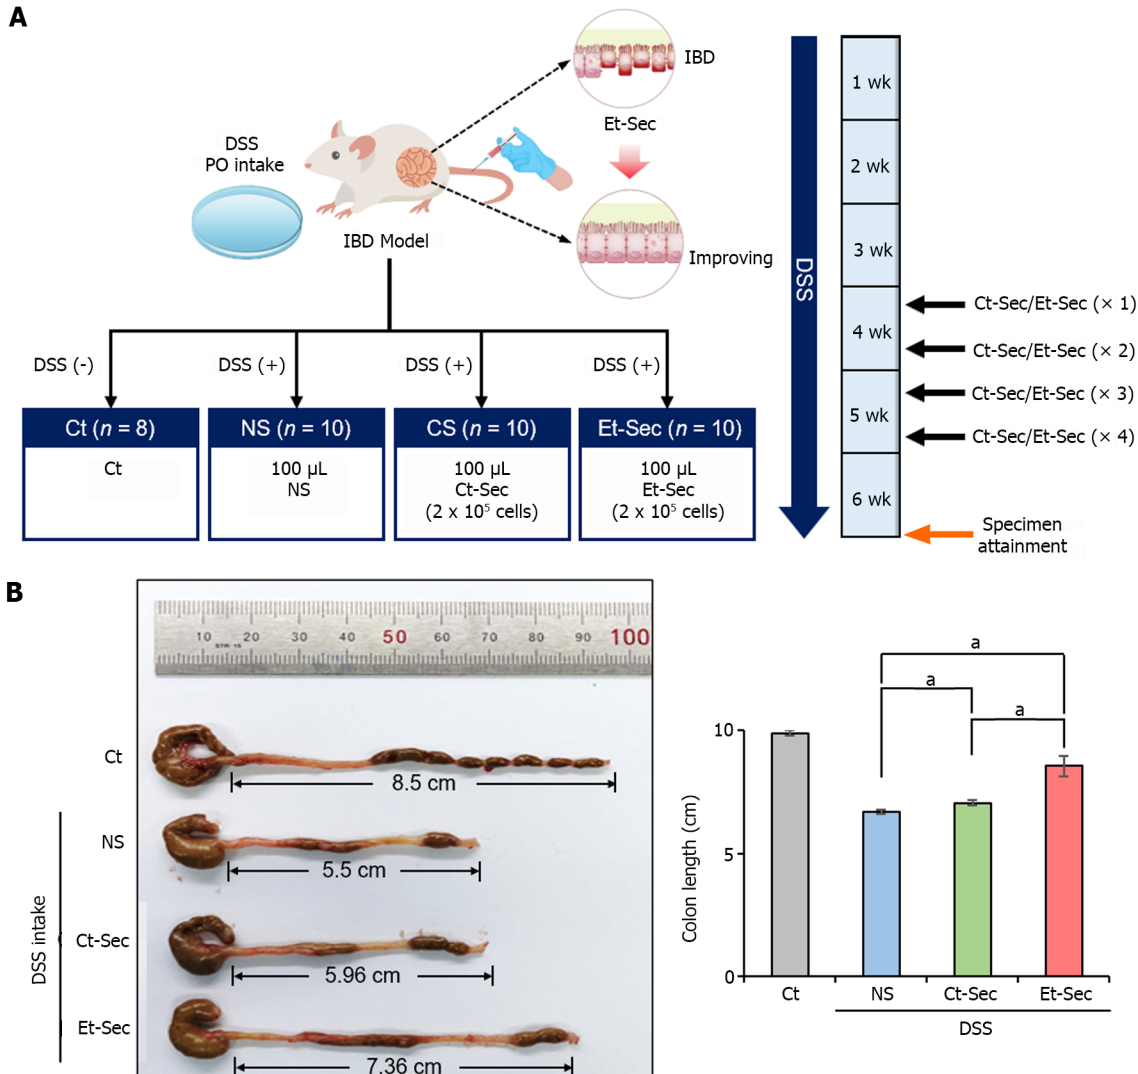 A
DSS
PO intake
IBD Model
IBD
Et-Sec
Improving
DSS (-)
DSS (+)
DSS (+)
DSS (+)
Ct (n = 8)
Ct
NS (n = 10)
100 µL
NS
CS (n = 10)
100 µL
Ct-Sec
(2 x 10⁵ cells)
Et-Sec (n = 10)
100 µL
Et-Sec
(2 x 10⁵ cells)
DSS
1 wk
2 wk
3 wk
4 wk
5 wk
6 wk
Ct-Sec/Et-Sec (× 1)
Ct-Sec/Et-Sec (× 2)
Ct-Sec/Et-Sec (× 3)
Ct-Sec/Et-Sec (× 4)
Specimen
attainment
B
10 20 30 40 50 60 70 80 90 100
Ct
8.5 cm
NS
5.5 cm
Ct-Sec
5.96 cm
Et-Sec
7.36 cm
DSS intake
a
a
a
Colon length (cm)
10
5
0
Ct NS Ct-Sec Et-Sec
DSS